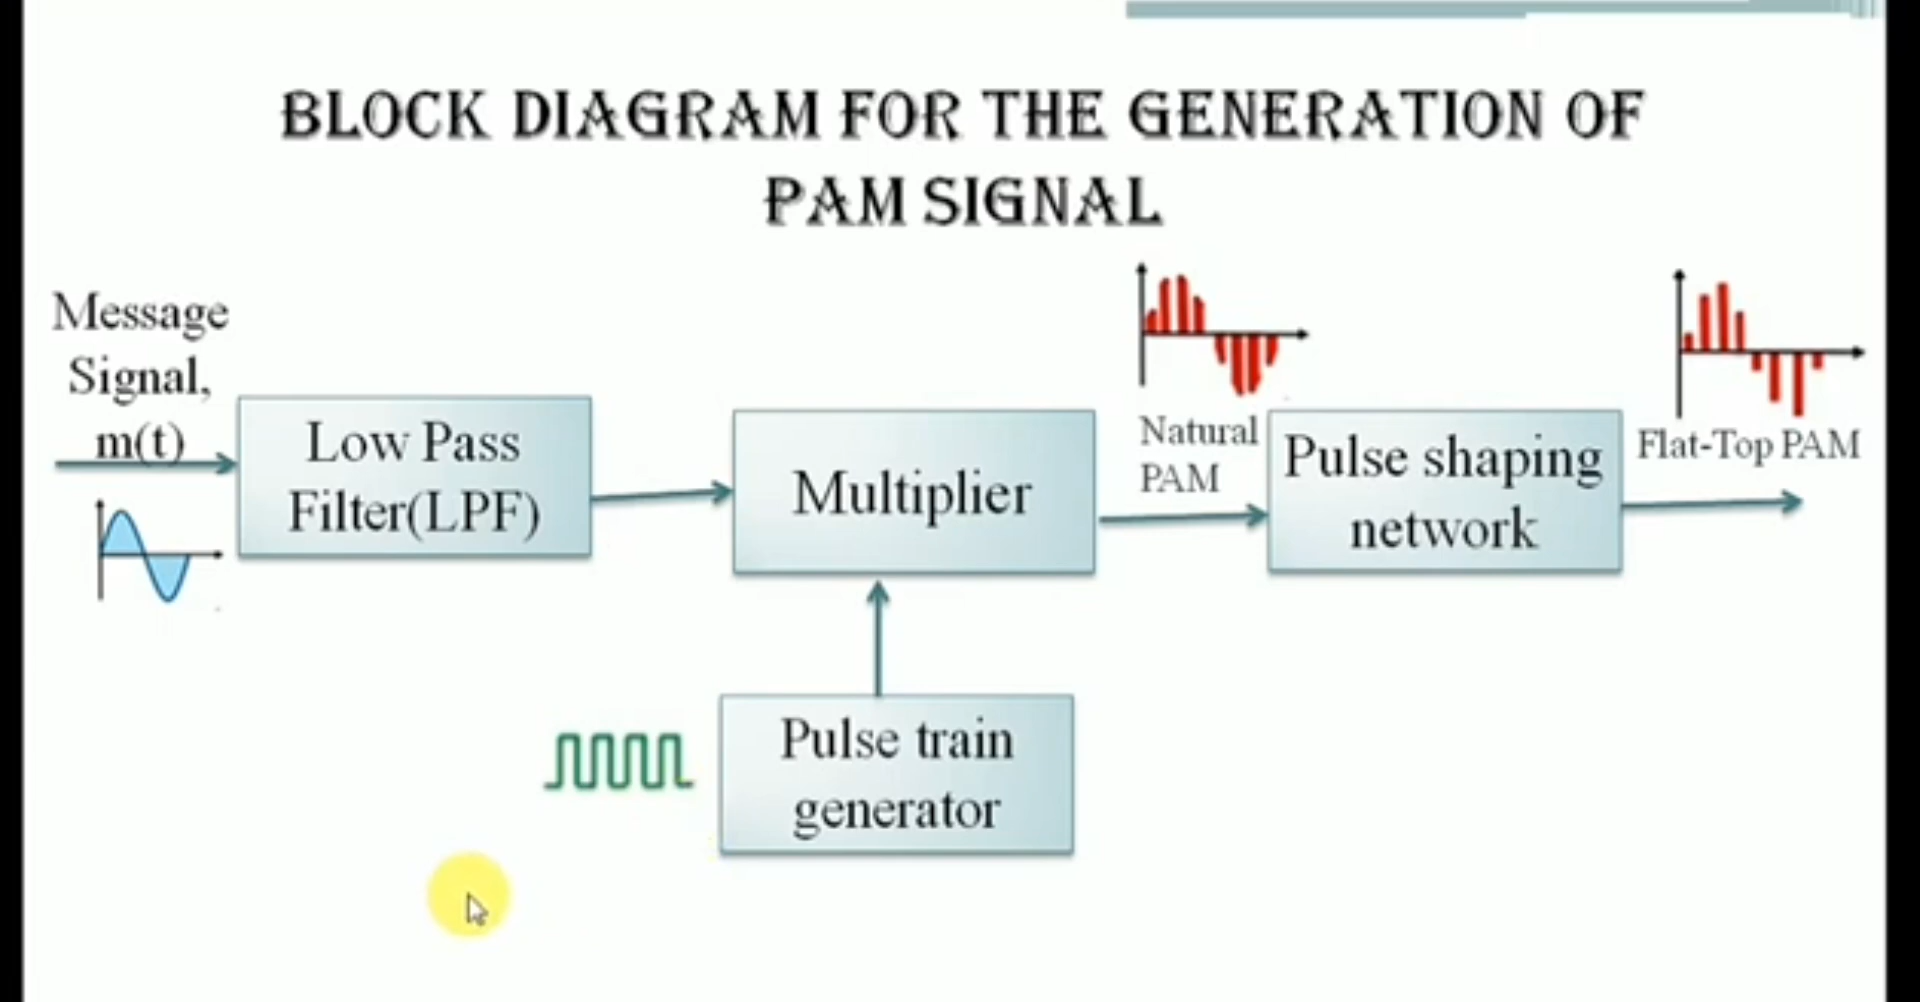 BLOCK DIAGRAM FOR THE GENERATION OF
PAM SIGNAL
Message
Signal,
m(t)
Low Pass
Filter(LPF)
Multiplier
Natural
PAM
Pulse shaping
network
Flat-Top PAM
Pulse train
generator